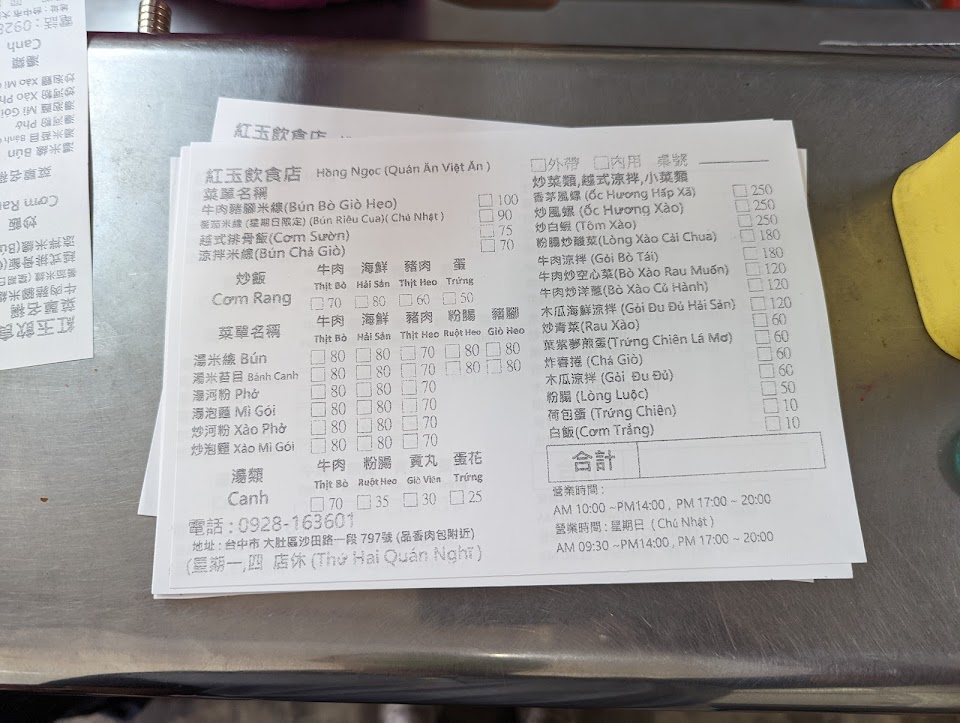 紅玉飲食店 Hồng Ngọc (Quán Ăn Việt Ăn )
菜單名稱
牛肉豬腳米線(Bún Bò Giò Heo) 100
番茄米線 (星期日限定) (Bún Riêu Cua)( Chủ Nhật ) 90
越式排骨飯(Cơm Sườn) 75
涼拌米線(Bún Chả Giò) 70
炒飯 牛肉 海鮮 豬肉 蛋
Cơm Rang Thịt Bò Hải Sản Thịt Heo Trứng
70 80 60 50
菜單名稱 牛肉 海鮮 豬肉 粉腸 豬腳
Thịt Bò Hải Sản Thịt Heo Ruột Heo Giò Heo
湯米線 Bún 80 80 70 80 80
湯米苔目 Bánh Canh 80 80 70 80 80
湯河粉 Phở 80 80 70
湯泡麵 Mì Gói 80 80 70
炒河粉 Xào Phở 80 80 70
炒泡麵 Xào Mì Gói 80 80 70
湯類 牛肉 粉腸 貢丸 蛋花
Canh Thịt Bò Ruột Heo Giò Viên Trứng
70 35 30 25
電話 : 0928-163601
地址 : 台中市 大肚區沙田路一段 797號 (品香肉包附近)
(星期一,四 店休 (Thứ Hai Quán Nghĩ )
外帶 內用 桌號
炒菜類,越式涼拌,小菜類
香茅風螺 (Ốc Hương Hấp Xả) 250
炒風螺 (Ốc Hương Xào) 250
炒白蝦 (Tôm Xào) 250
粉腸炒酸菜(Lòng Xào Cải Chua) 180
牛肉涼拌 (Gỏi Bò Tái) 180
牛肉炒空心菜(Bò Xào Rau Muốn) 120
牛肉炒洋蔥(Bò Xào Củ Hành) 120
木瓜海鮮涼拌 (Gỏi Đu Đủ Hải Sản) 120
炒青菜(Rau Xào) 60
葉紫夢煎蛋(Trứng Chiên Lá Mơ) 60
炸春捲 (Chả Giò) 60
木瓜涼拌 (Gỏi Đu Đủ) 60
粉腸 (Lòng Luộc) 50
荷包蛋 (Trứng Chiên) 10
白飯(Cơm Trắng) 10
合計
營業時間 :
AM 10:00 ~PM14:00 , PM 17:00 ~ 20:00
營業時間 : 星期日 ( Chủ Nhật )
AM 09:30 ~PM14:00 , PM 17:00 ~ 20:00
紅玉飲食店